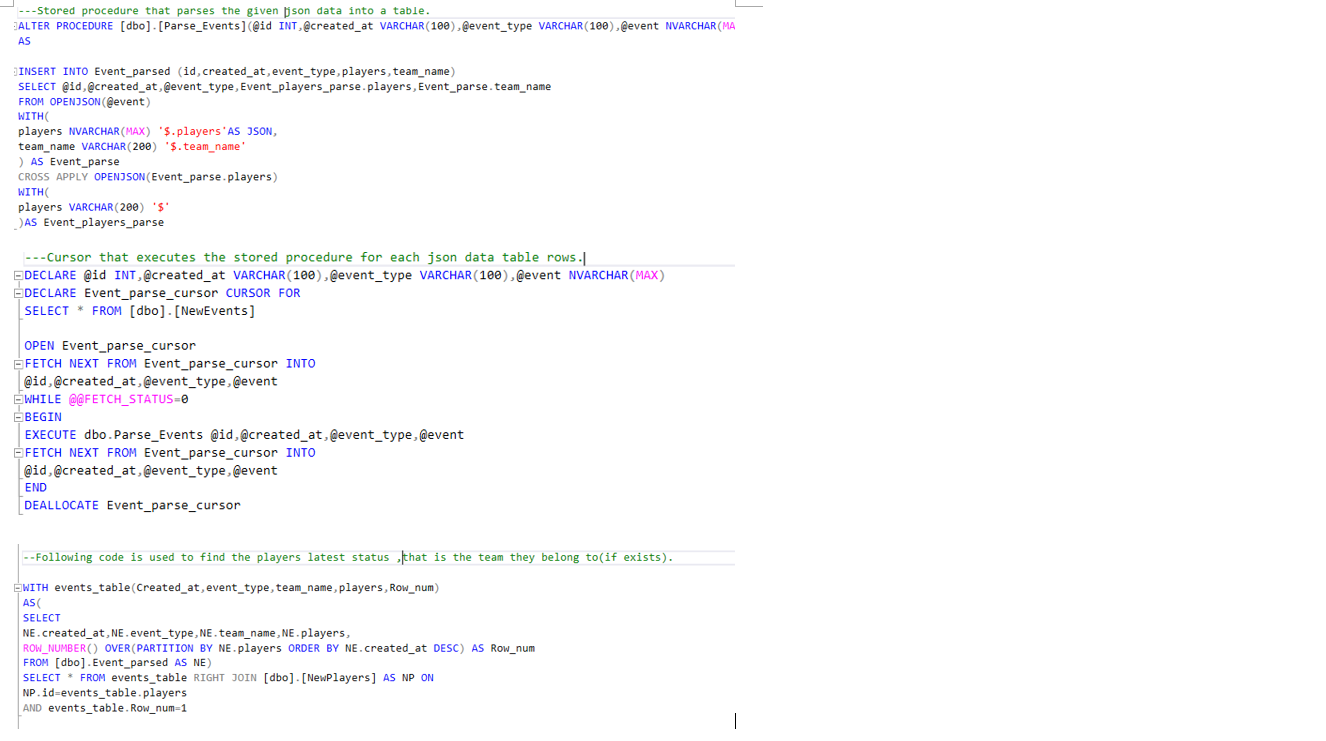 ---Stored procedure that parses the given json data into a table.
ALTER PROCEDURE [dbo].[Parse_Events](@id INT,@created_at VARCHAR(100),@event_type VARCHAR(100),@event NVARCHAR(MA
AS
INSERT INTO Event_parsed (id,created_at,event_type,players,team_name)
SELECT @id,@created_at,@event_type,Event_players_parse.players,Event_parse.team_name
FROM OPENJSON(@event)
WITH(
players NVARCHAR(MAX) '$.players'AS JSON,
team_name VARCHAR(200) '$.team_name'
) AS Event_parse
CROSS APPLY OPENJSON(Event_parse.players)
WITH(
players VARCHAR(200) '$'
)AS Event_players_parse
---Cursor that executes the stored procedure for each json data table rows.
DECLARE @id INT,@created_at VARCHAR(100),@event_type VARCHAR(100),@event NVARCHAR(MAX)
DECLARE Event_parse_cursor CURSOR FOR
SELECT * FROM [dbo].[NewEvents]
OPEN Event_parse_cursor
FETCH NEXT FROM Event_parse_cursor INTO
@id,@created_at,@event_type,@event
WHILE @@FETCH_STATUS=0
BEGIN
EXECUTE dbo.Parse_Events @id,@created_at,@event_type,@event
FETCH NEXT FROM Event_parse_cursor INTO
@id,@created_at,@event_type,@event
END
DEALLOCATE Event_parse_cursor
--Following code is used to find the players latest status ,that is the team they belong to(if exists).
WITH events_table(Created_at,event_type,team_name,players,Row_num)
AS(
SELECT
NE.created_at,NE.event_type,NE.team_name,NE.players,
ROW_NUMBER() OVER(PARTITION BY NE.players ORDER BY NE.created_at DESC) AS Row_num
FROM [dbo].Event_parsed AS NE)
SELECT * FROM events_table RIGHT JOIN [dbo].[NewPlayers] AS NP ON
NP.id=events_table.players
AND events_table.Row_num=1